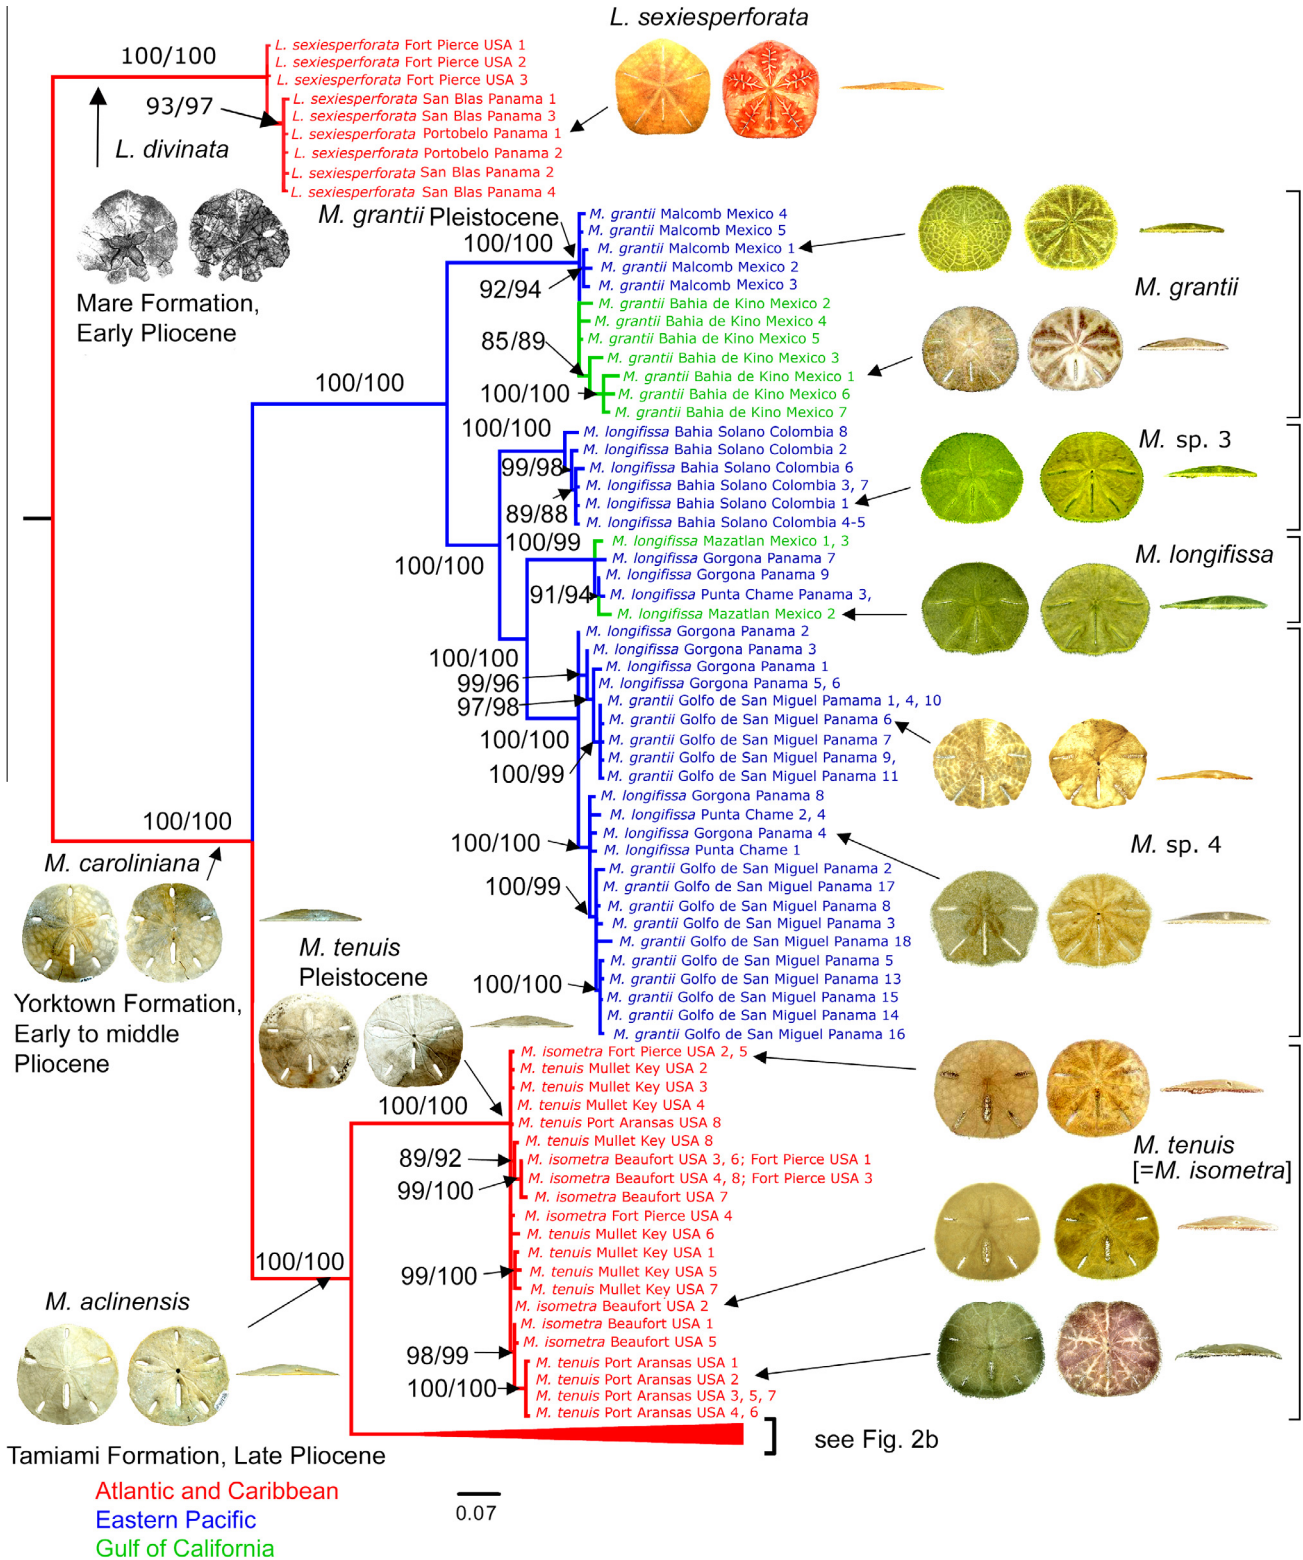 L. sexiesperforata
100/100
L. sexiesperforata Fort Pierce USA 1
L. sexiesperforata Fort Pierce USA 2
L. sexiesperforata Fort Pierce USA 3
93/97
L. sexiesperforata San Blas Panama 1
L. sexiesperforata San Blas Panama 3
L. sexiesperforata Portobelo Panama 1
L. sexiesperforata Portobelo Panama 2
L. sexiesperforata San Blas Panama 2
L. sexiesperforata San Blas Panama 4
L. divinata
Mare Formation,
Early Pliocene
M. grantii Pleistocene
100/100
M. grantii Malcomb Mexico 4
M. grantii Malcomb Mexico 5
M. grantii Malcomb Mexico 1
M. grantii Malcomb Mexico 2
M. grantii Malcomb Mexico 3
92/94
M. grantii
M. grantii Bahia de Kino Mexico 2
M. grantii Bahia de Kino Mexico 4
M. grantii Bahia de Kino Mexico 5
85/89
M. grantii Bahia de Kino Mexico 3
M. grantii Bahia de Kino Mexico 1
M. grantii Bahia de Kino Mexico 6
M. grantii Bahia de Kino Mexico 7
100/100
100/100
100/100
M. longifissa Bahia Solano Colombia 8
M. longifissa Bahia Solano Colombia 2
M. longifissa Bahia Solano Colombia 6
M. longifissa Bahia Solano Colombia 3, 7
M. longifissa Bahia Solano Colombia 1
M. longifissa Bahia Solano Colombia 4-5
99/98
89/88
M. sp. 3
100/99
100/100
M. longifissa Mazatlan Mexico 1, 3
M. longifissa Gorgona Panama 7
M. longifissa Gorgona Panama 9
M. longifissa Punta Chame Panama 3,
M. longifissa Mazatlan Mexico 2
91/94
M. longifissa
M. longifissa Gorgona Panama 2
M. longifissa Gorgona Panama 3
M. longifissa Gorgona Panama 1
M. longifissa Gorgona Panama 5, 6
100/100
99/96
97/98
100/100
100/99
M. grantii Golfo de San Miguel Pamama 1, 4, 10
M. grantii Golfo de San Miguel Panama 6
M. grantii Golfo de San Miguel Panama 7
M. grantii Golfo de San Miguel Panama 9,
M. grantii Golfo de San Miguel Panama 11
M. longifissa Gorgona Panama 8
M. longifissa Punta Chame 2, 4
M. longifissa Gorgona Panama 4
M. longifissa Punta Chame 1
100/100
M. sp. 4
100/99
M. grantii Golfo de San Miguel Panama 2
M. grantii Golfo de San Miguel Panama 17
M. grantii Golfo de San Miguel Panama 8
M. grantii Golfo de San Miguel Panama 3
M. grantii Golfo de San Miguel Panama 18
M. grantii Golfo de San Miguel Panama 5
M. grantii Golfo de San Miguel Panama 13
M. grantii Golfo de San Miguel Panama 15
M. grantii Golfo de San Miguel Panama 14
M. grantii Golfo de San Miguel Panama 16
100/100
100/100
M. caroliniana
Yorktown Formation,
Early to middle
Pliocene
M. tenuis
Pleistocene
100/100
M. isometra Fort Pierce USA 2, 5
M. tenuis Mullet Key USA 2
M. tenuis Mullet Key USA 3
M. tenuis Mullet Key USA 4
M. tenuis Port Aransas USA 8
M. tenuis Mullet Key USA 8
M. isometra Beaufort USA 3, 6; Fort Pierce USA 1
M. isometra Beaufort USA 4, 8; Fort Pierce USA 3
M. isometra Beaufort USA 7
89/92
99/100
M. isometra Fort Pierce USA 4
M. tenuis Mullet Key USA 6
M. tenuis Mullet Key USA 1
M. tenuis Mullet Key USA 5
M. tenuis Mullet Key USA 7
99/100
M. isometra Beaufort USA 2
M. isometra Beaufort USA 1
M. isometra Beaufort USA 5
98/99
M. tenuis Port Aransas USA 1
M. tenuis Port Aransas USA 2
M. tenuis Port Aransas USA 3, 5, 7
M. tenuis Port Aransas USA 4, 6
100/100
M. tenuis
[=M. isometra]
100/100
M. aclinensis
Tamiami Formation, Late Pliocene
see Fig. 2b
Atlantic and Caribbean
Eastern Pacific
Gulf of California
0.07